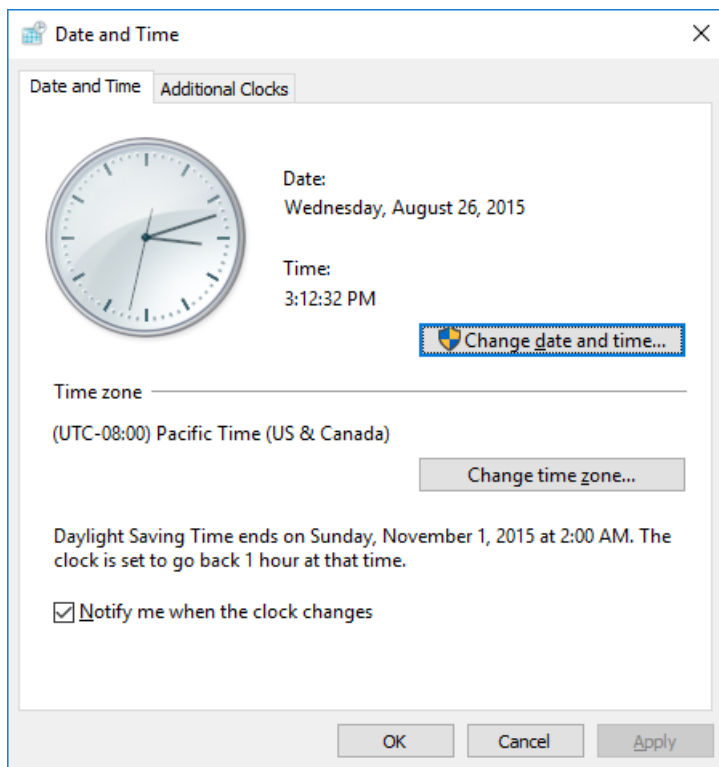 Date and Time
Date and Time
Additional Clocks
Date:
Wednesday, August 26, 2015
Time:
3:12:32 PM
Change date and time...
Time zone
(UTC-08:00) Pacific Time (US & Canada)
Change time zone...
Daylight Saving Time ends on Sunday, November 1, 2015 at 2:00 AM. The
clock is set to go back 1 hour at that time.
Notify me when the clock changes
OK
Cancel
Apply